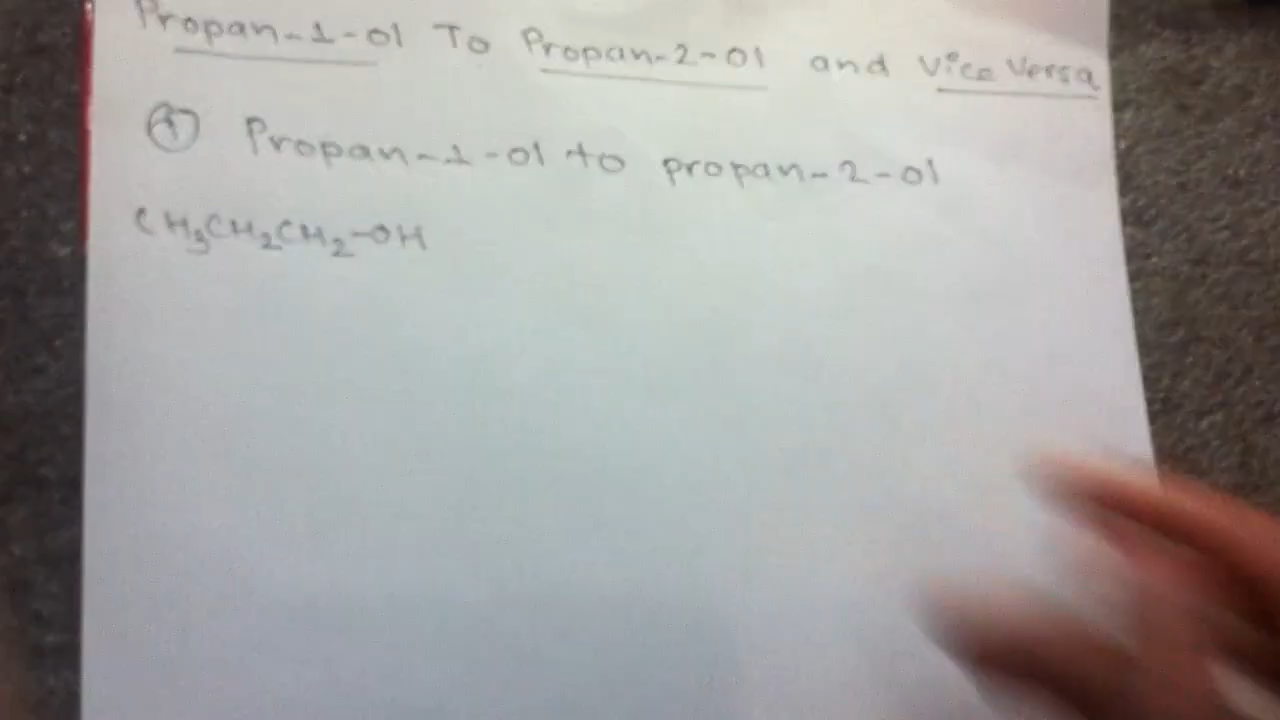 Propan-1-ol To Propan-2-ol and Vice Versa
① Propan-1-ol to propan-2-ol
CH₃CH₂CH₂-OH